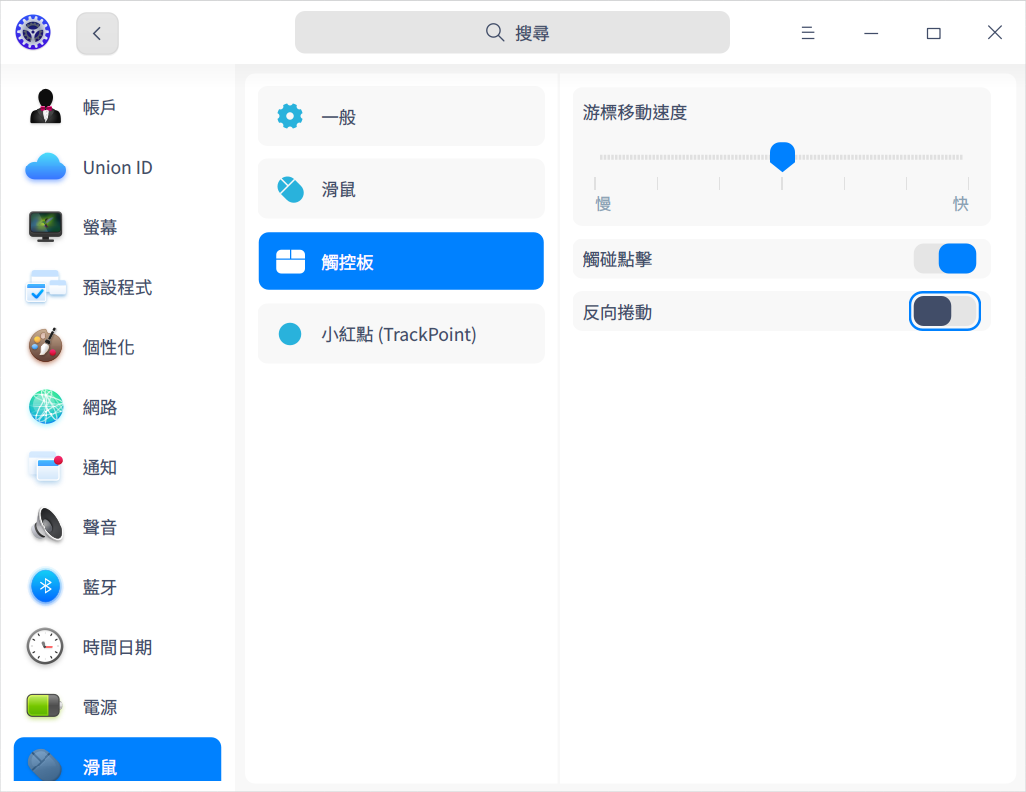 搜尋
帳戶
Union ID
螢幕
預設程式
個性化
網路
通知
聲音
藍牙
時間日期
電源
滑鼠
一般
滑鼠
觸控板
小紅點 (TrackPoint)
游標移動速度
慢 快
觸碰點擊
反向捲動